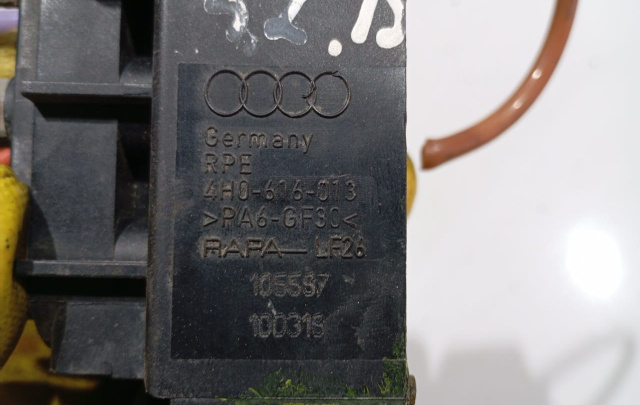 Germany
RPE
4H0-616-013
>PA6-GF30<
RAPA—LF26
105597
100319